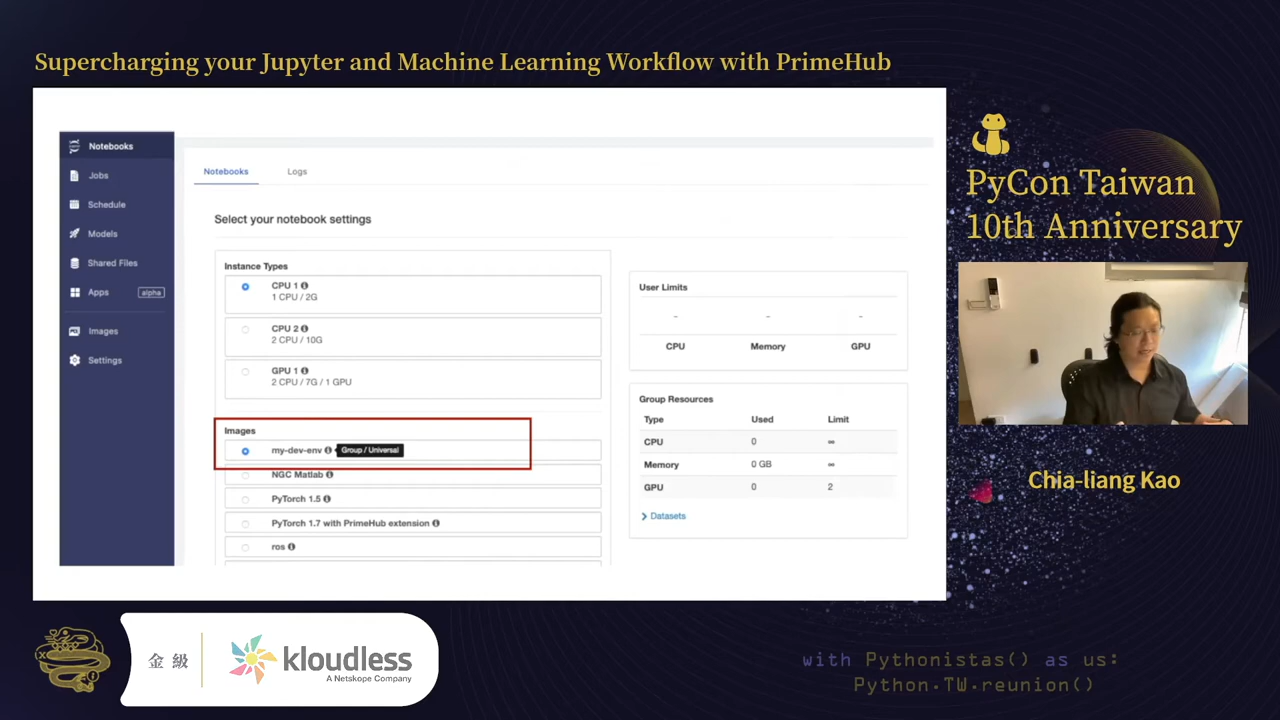 Supercharging your Jupyter and Machine Learning Workflow with PrimeHub
Notebooks
Jobs
Schedule
Models
Shared Files
Apps alpha
Images
Settings
Notebooks Logs
Select your notebook settings
Instance Types
CPU 1
1 CPU / 2G
CPU 2
2 CPU / 10G
GPU 1
2 CPU / 7G / 1 GPU
Images
my-dev-env Group / Universal
NGC Matlab
PyTorch 1.5
PyTorch 1.7 with PrimeHub extension
ros
User Limits
- - -
CPU Memory GPU
Group Resources
Type Used Limit
CPU 0 ∞
Memory 0 GB ∞
GPU 0 2
Datasets
PyCon Taiwan
10th Anniversary
Chia-liang Kao
金級
kloudless
A Netskope Company
with Pythonistas() as us:
Python.TW.reunion()